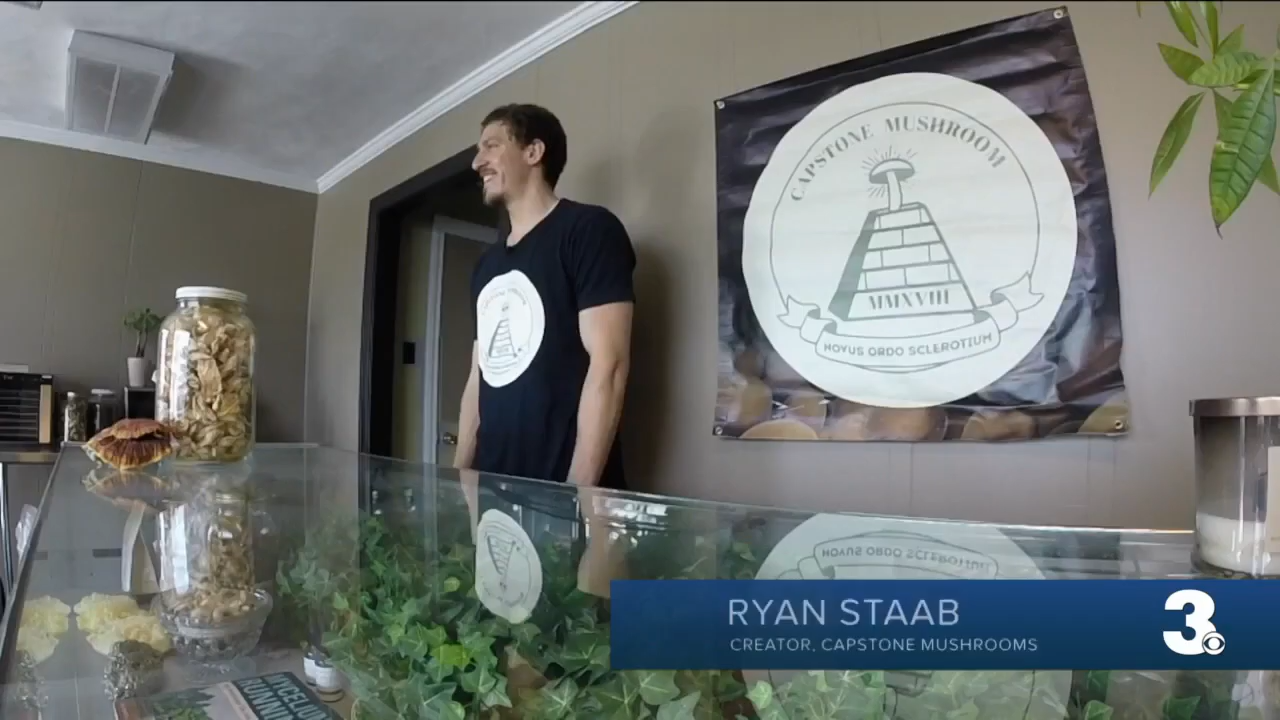 CAPSTONE MUSHROOM
MMXVIII
NOVUS ORDO SCLEROTIUM
RYAN STAAB
CREATOR, CAPSTONE MUSHROOMS
3